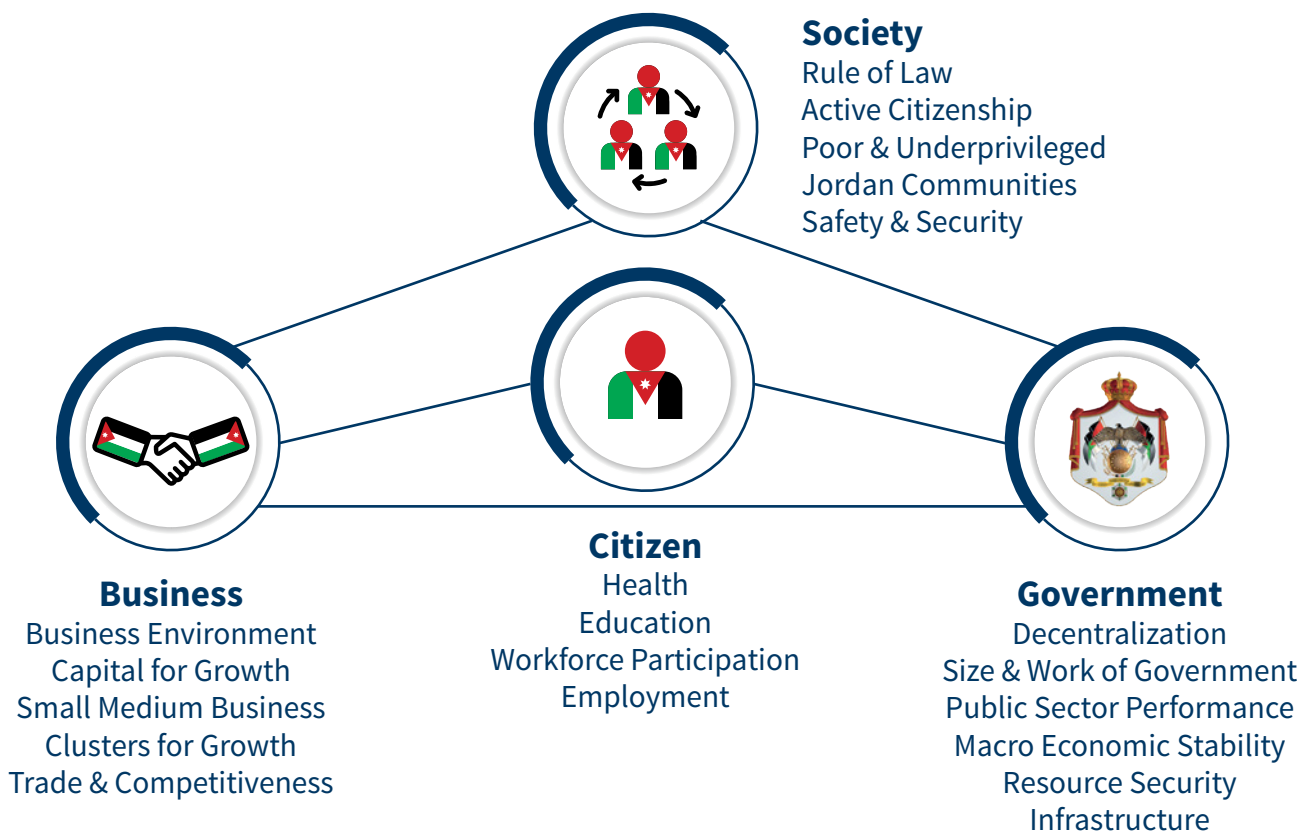 Society
Rule of Law
Active Citizenship
Poor & Underprivileged
Jordan Communities
Safety & Security
Business
Business Environment
Capital for Growth
Small Medium Business
Clusters for Growth
Trade & Competitiveness
Citizen
Health
Education
Workforce Participation
Employment
Government
Decentralization
Size & Work of Government
Public Sector Performance
Macro Economic Stability
Resource Security
Infrastructure